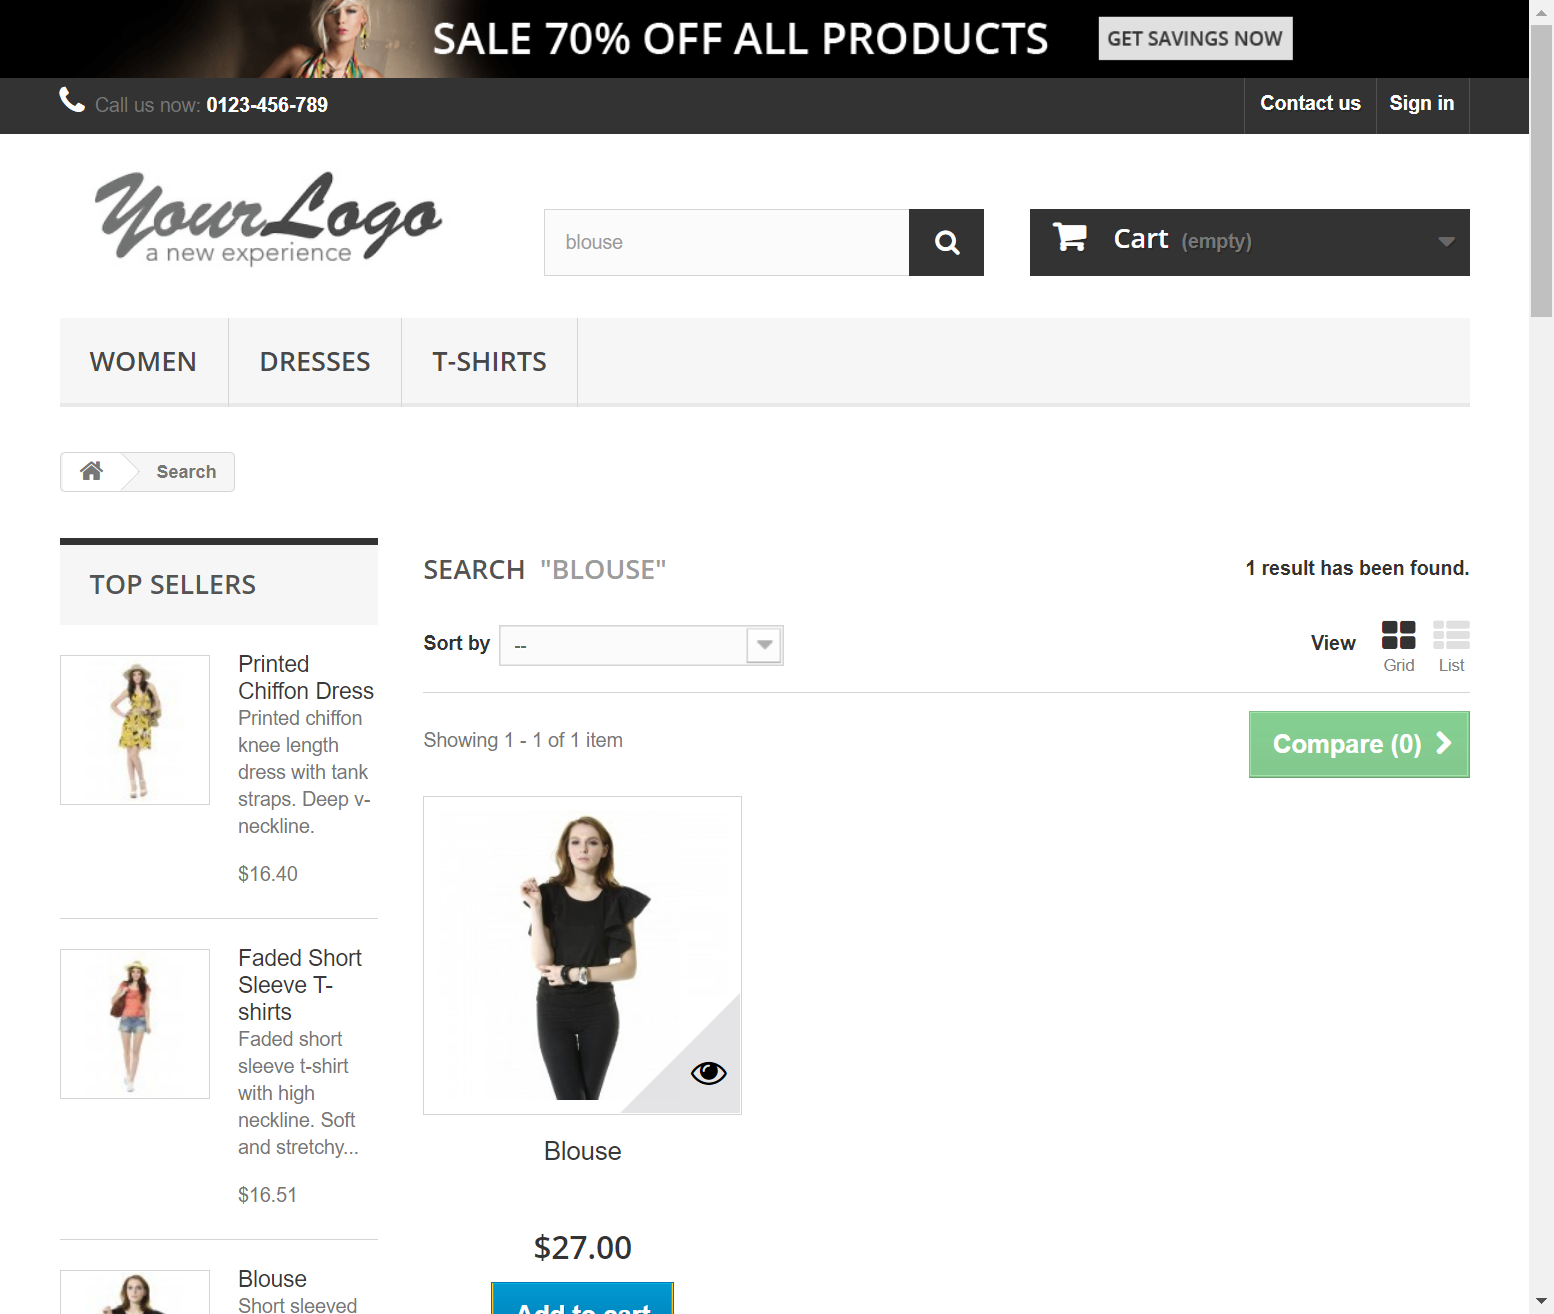 SALE 70% OFF ALL PRODUCTS GET SAVINGS NOW
Call us now: 0123-456-789 Contact us Sign in
YourLogo
a new experience
blouse
Cart (empty)
WOMEN DRESSES T-SHIRTS
Search
TOP SELLERS
Printed
Chiffon Dress
Printed chiffon
knee length
dress with tank
straps. Deep v-
neckline.
$16.40
Faded Short
Sleeve T-
shirts
Faded short
sleeve t-shirt
with high
neckline. Soft
and stretchy...
$16.51
Blouse
Short sleeved
SEARCH "BLOUSE" 1 result has been found.
Sort by --
View
Grid List
Showing 1 - 1 of 1 item
Compare (0)
Blouse
$27.00
Add to cart